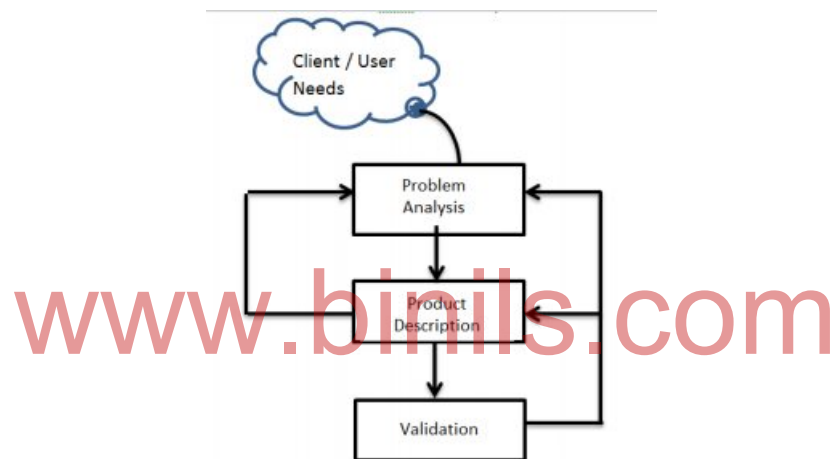 Client / User
Needs
Problem
Analysis
Product
Description
www.binils.com
Validation